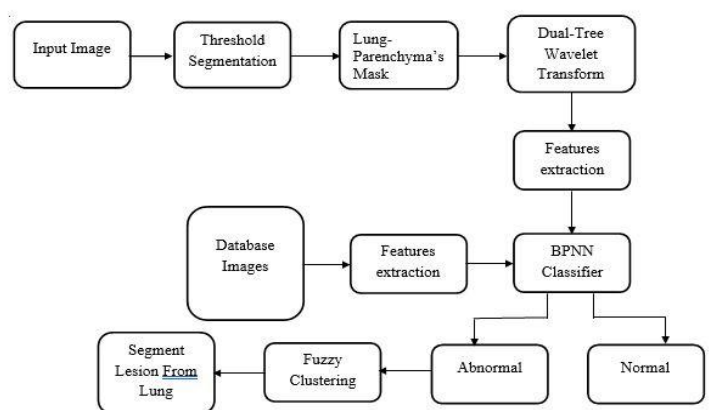 Input Image
Threshold
Segmentation
Lung-
Parenchyma's
Mask
Dual-Tree
Wavelet
Transform
Features
extraction
Database
Images
Features
extraction
BPNN
Classifier
Segment
Lesion From
Lung
Fuzzy
Clustering
Abnormal
Normal